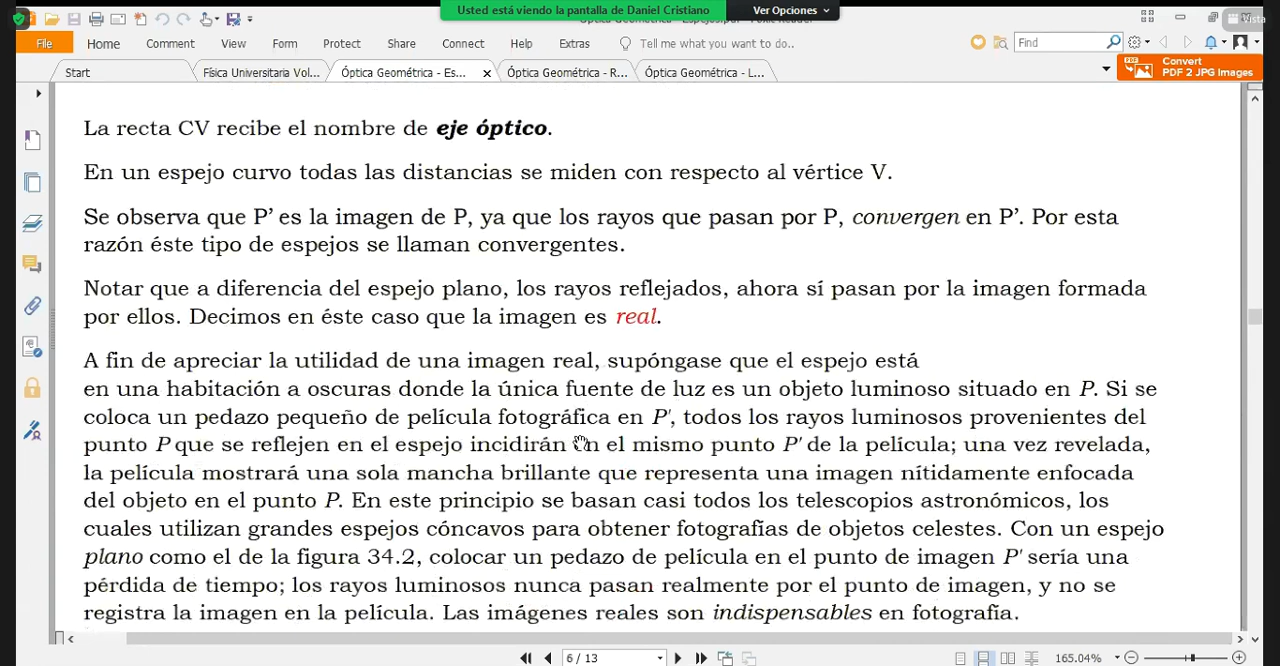 Usted está viendo la pantalla de Daniel Cristiano
Ver Opciones
Vista
File Home Comment View Form Protect Share Connect Help Extras Tell me what you want to do.. Find
Start Física Universitaria Vol... Óptica Geométrica - Es... Óptica Geométrica - R... Óptica Geométrica - L...
Convert
PDF 2 JPG Images
La recta CV recibe el nombre de eje óptico.
En un espejo curvo todas las distancias se miden con respecto al vértice V.
Se observa que P’ es la imagen de P, ya que los rayos que pasan por P, convergen en P’. Por esta
razón éste tipo de espejos se llaman convergentes.
Notar que a diferencia del espejo plano, los rayos reflejados, ahora sí pasan por la imagen formada
por ellos. Decimos en éste caso que la imagen es real.
A fin de apreciar la utilidad de una imagen real, supóngase que el espejo está
en una habitación a oscuras donde la única fuente de luz es un objeto luminoso situado en P. Si se
coloca un pedazo pequeño de película fotográfica en P', todos los rayos luminosos provenientes del
punto P que se reflejen en el espejo incidirán en el mismo punto P' de la película; una vez revelada,
la película mostrará una sola mancha brillante que representa una imagen nítidamente enfocada
del objeto en el punto P. En este principio se basan casi todos los telescopios astronómicos, los
cuales utilizan grandes espejos cóncavos para obtener fotografías de objetos celestes. Con un espejo
plano como el de la figura 34.2, colocar un pedazo de película en el punto de imagen P' sería una
pérdida de tiempo; los rayos luminosos nunca pasan realmente por el punto de imagen, y no se
registra la imagen en la película. Las imágenes reales son indispensables en fotografía.
6 / 13 165.04%